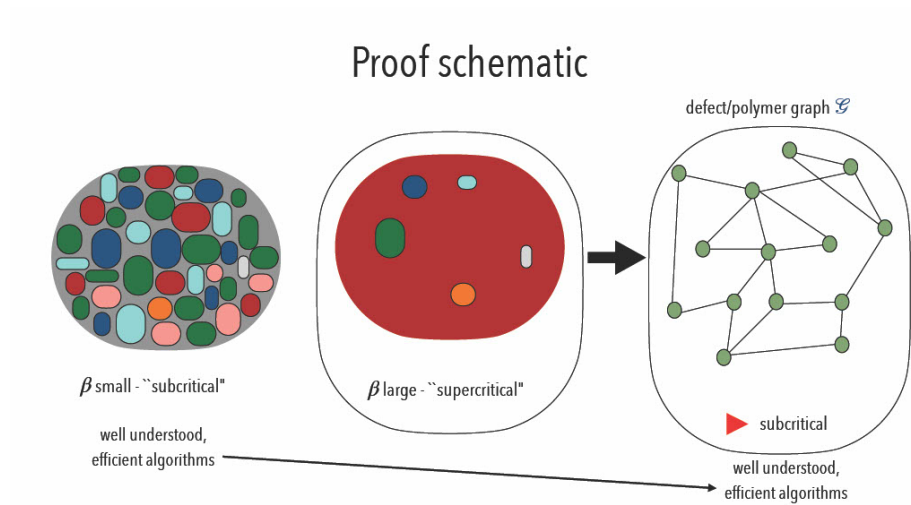 Proof schematic
defect/polymer graph 𝒢
β small - ``subcritical"
β large - ``supercritical"
subcritical
well understood,
efficient algorithms
well understood,
efficient algorithms